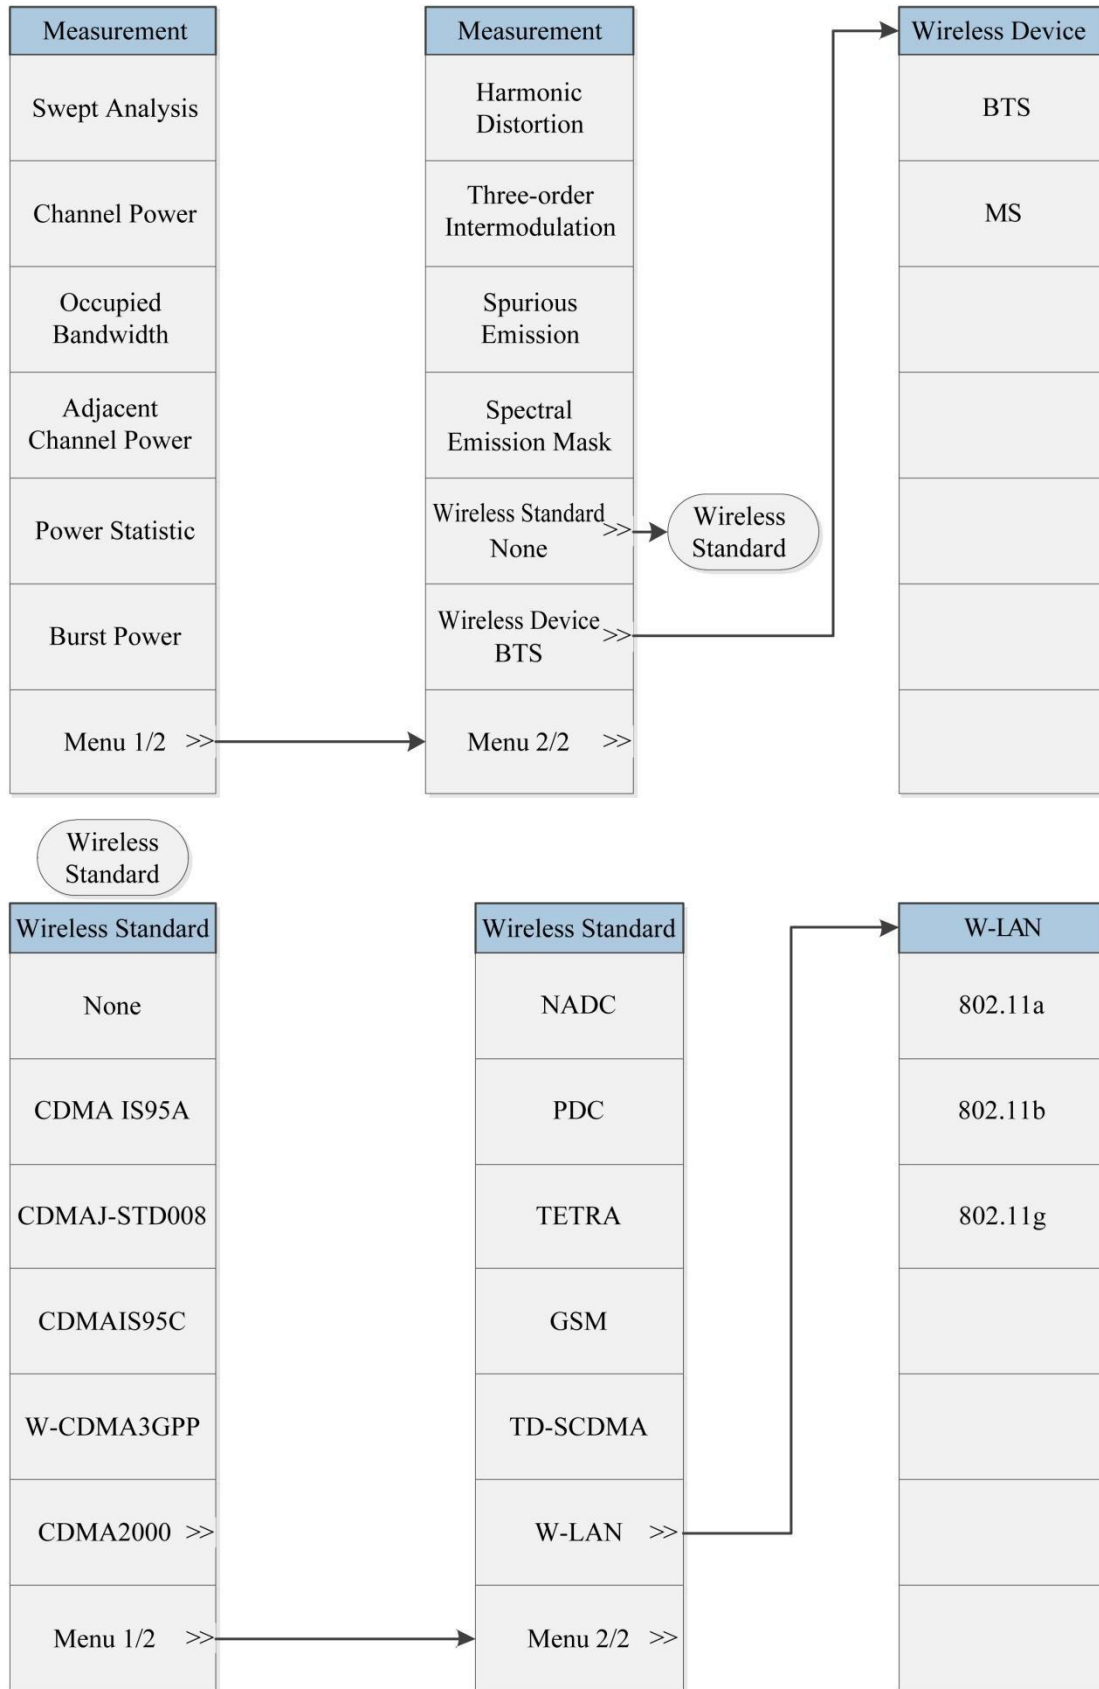 Measurement
Swept Analysis
Channel Power
Occupied
Bandwidth
Adjacent
Channel Power
Power Statistic
Burst Power
Menu 1/2 >>
Measurement
Harmonic
Distortion
Three-order
Intermodulation
Spurious
Emission
Spectral
Emission Mask
Wireless Standard
>>
None
Wireless Device
>>
BTS
Menu 2/2 >>
Wireless
Standard
Wireless Device
BTS
MS
Wireless
Standard
Wireless Standard
None
CDMA IS95A
CDMAJ-STD008
CDMAIS95C
W-CDMA3GPP
CDMA2000 >>
Menu 1/2 >>
Wireless Standard
NADC
PDC
TETRA
GSM
TD-SCDMA
W-LAN >>
Menu 2/2 >>
W-LAN
802.11a
802.11b
802.11g